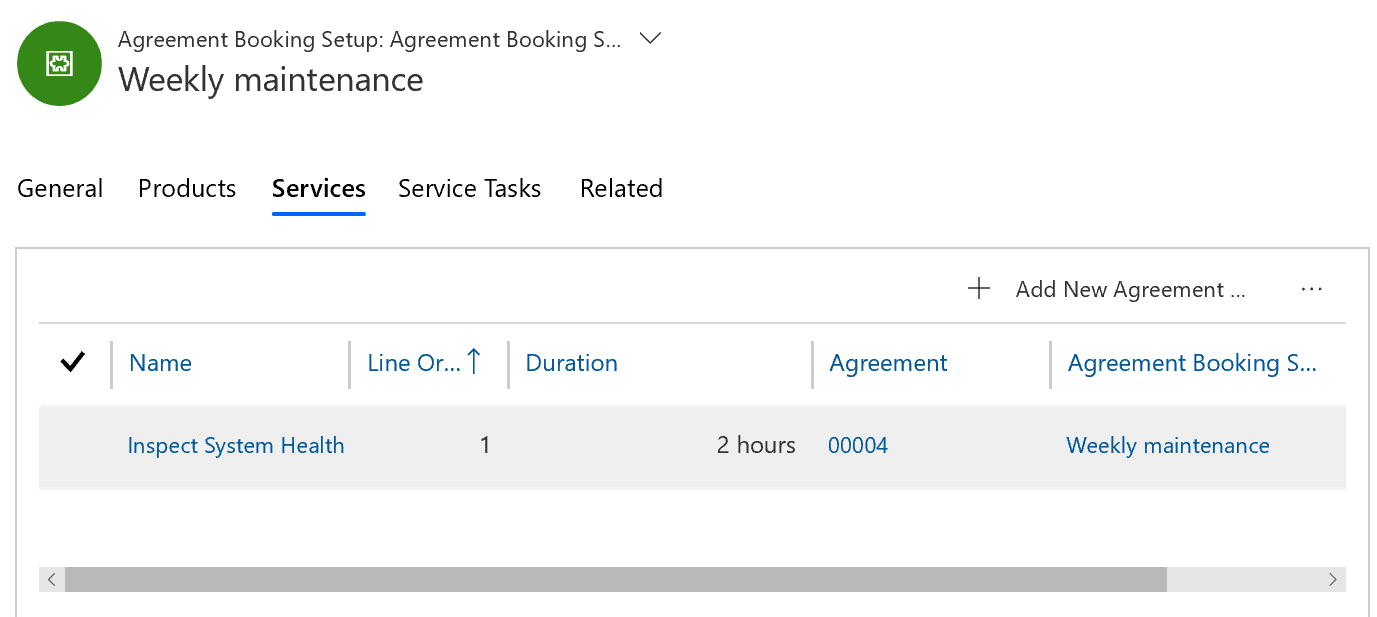 Agreement Booking Setup: Agreement Booking S...
Weekly maintenance
General Products Services Service Tasks Related
Add New Agreement ... ...
Name Line Or... Duration Agreement Agreement Booking S...
Inspect System Health 1 2 hours 00004 Weekly maintenance